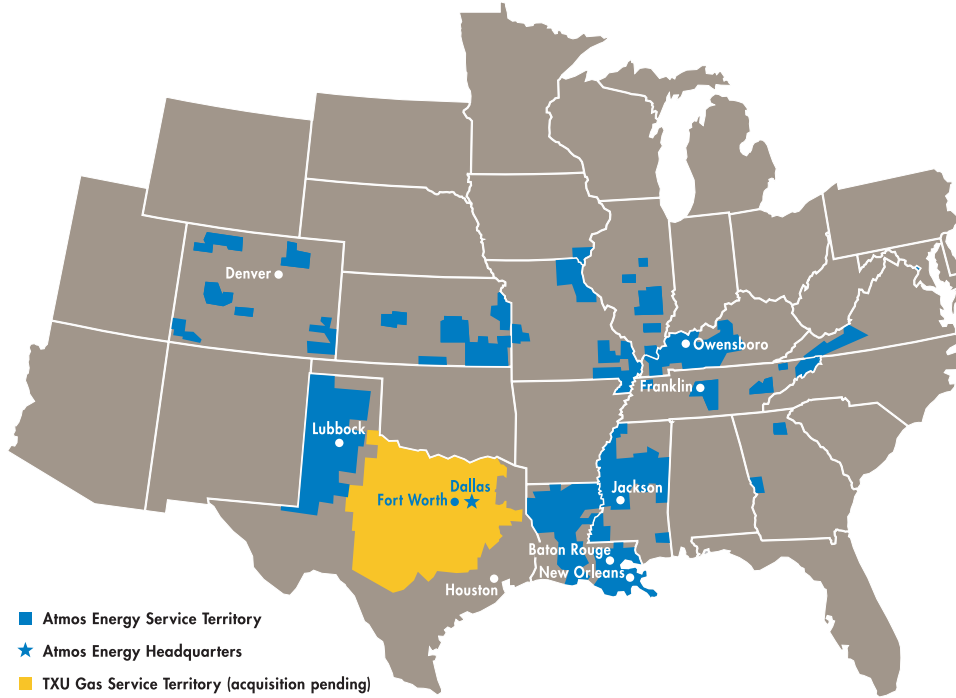 Denver
Owensboro
Franklin
Lubbock
Dallas
Fort Worth
Jackson
Baton Rouge
New Orleans
Houston
Atmos Energy Service Territory
Atmos Energy Headquarters
TXU Gas Service Territory (acquisition pending)